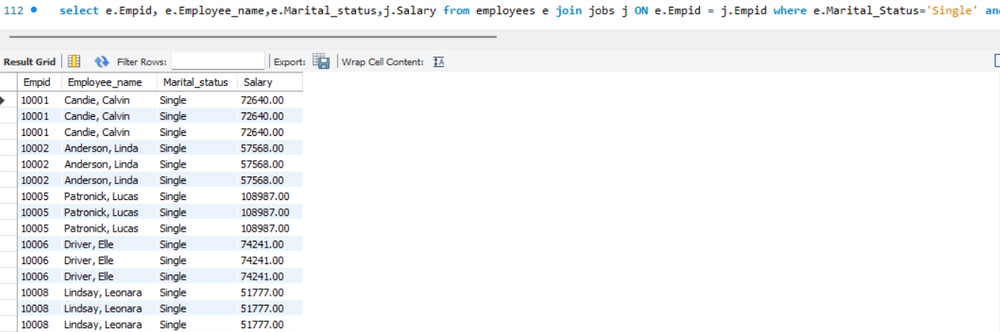 112 select e.Empid, e.Employee_name,e.Marital_status,j.Salary from employees e join jobs j ON e.Empid = j.Empid where e.Marital_Status='Single' and
Result Grid Filter Rows: Export: Wrap Cell Content:
Empid Employee_name Marital_status Salary
10001 Candie, Calvin Single 72640.00
10001 Candie, Calvin Single 72640.00
10001 Candie, Calvin Single 72640.00
10002 Anderson, Linda Single 57568.00
10002 Anderson, Linda Single 57568.00
10002 Anderson, Linda Single 57568.00
10005 Patronick, Lucas Single 108987.00
10005 Patronick, Lucas Single 108987.00
10005 Patronick, Lucas Single 108987.00
10006 Driver, Elle Single 74241.00
10006 Driver, Elle Single 74241.00
10006 Driver, Elle Single 74241.00
10008 Lindsay, Leonara Single 51777.00
10008 Lindsay, Leonara Single 51777.00
10008 Lindsay, Leonara Single 51777.00